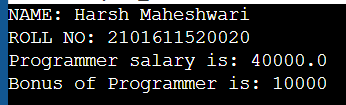 NAME: Harsh Maheshwari
ROLL NO: 2101611520020
Programmer salary is: 40000.0
Bonus of Programmer is: 10000